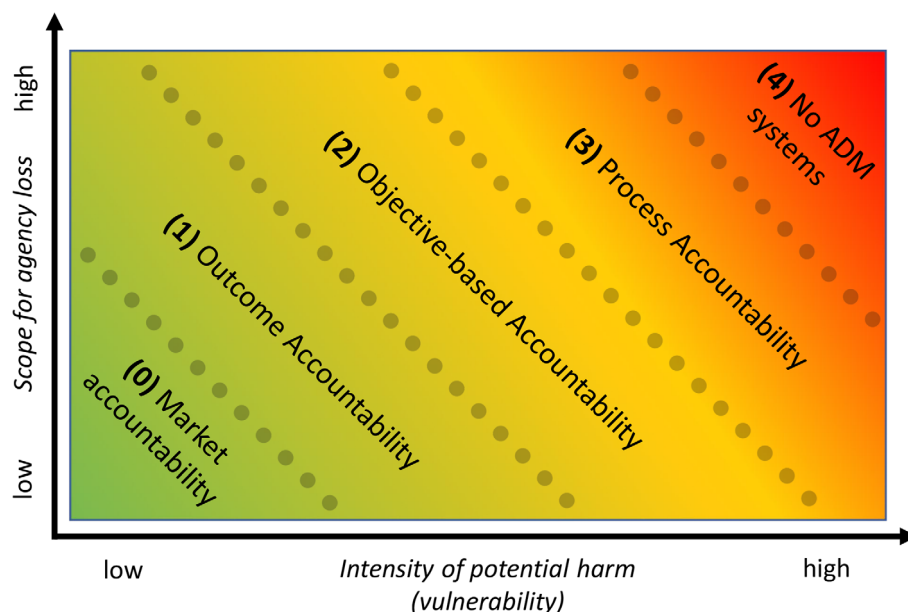 high
Scope for agency loss
low
(0) Market
accountability
(1) Outcome Accountability
(2) Objective-based Accountability
(3) Process Accountability
(4) No ADM
systems
low
Intensity of potential harm
(vulnerability)
high